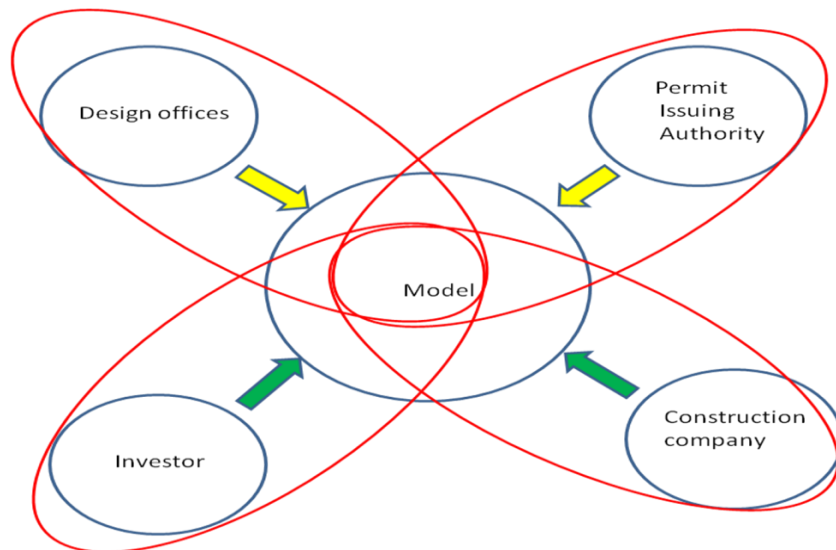 Design offices
Permit
Issuing
Authority
Model
Investor
Construction
company